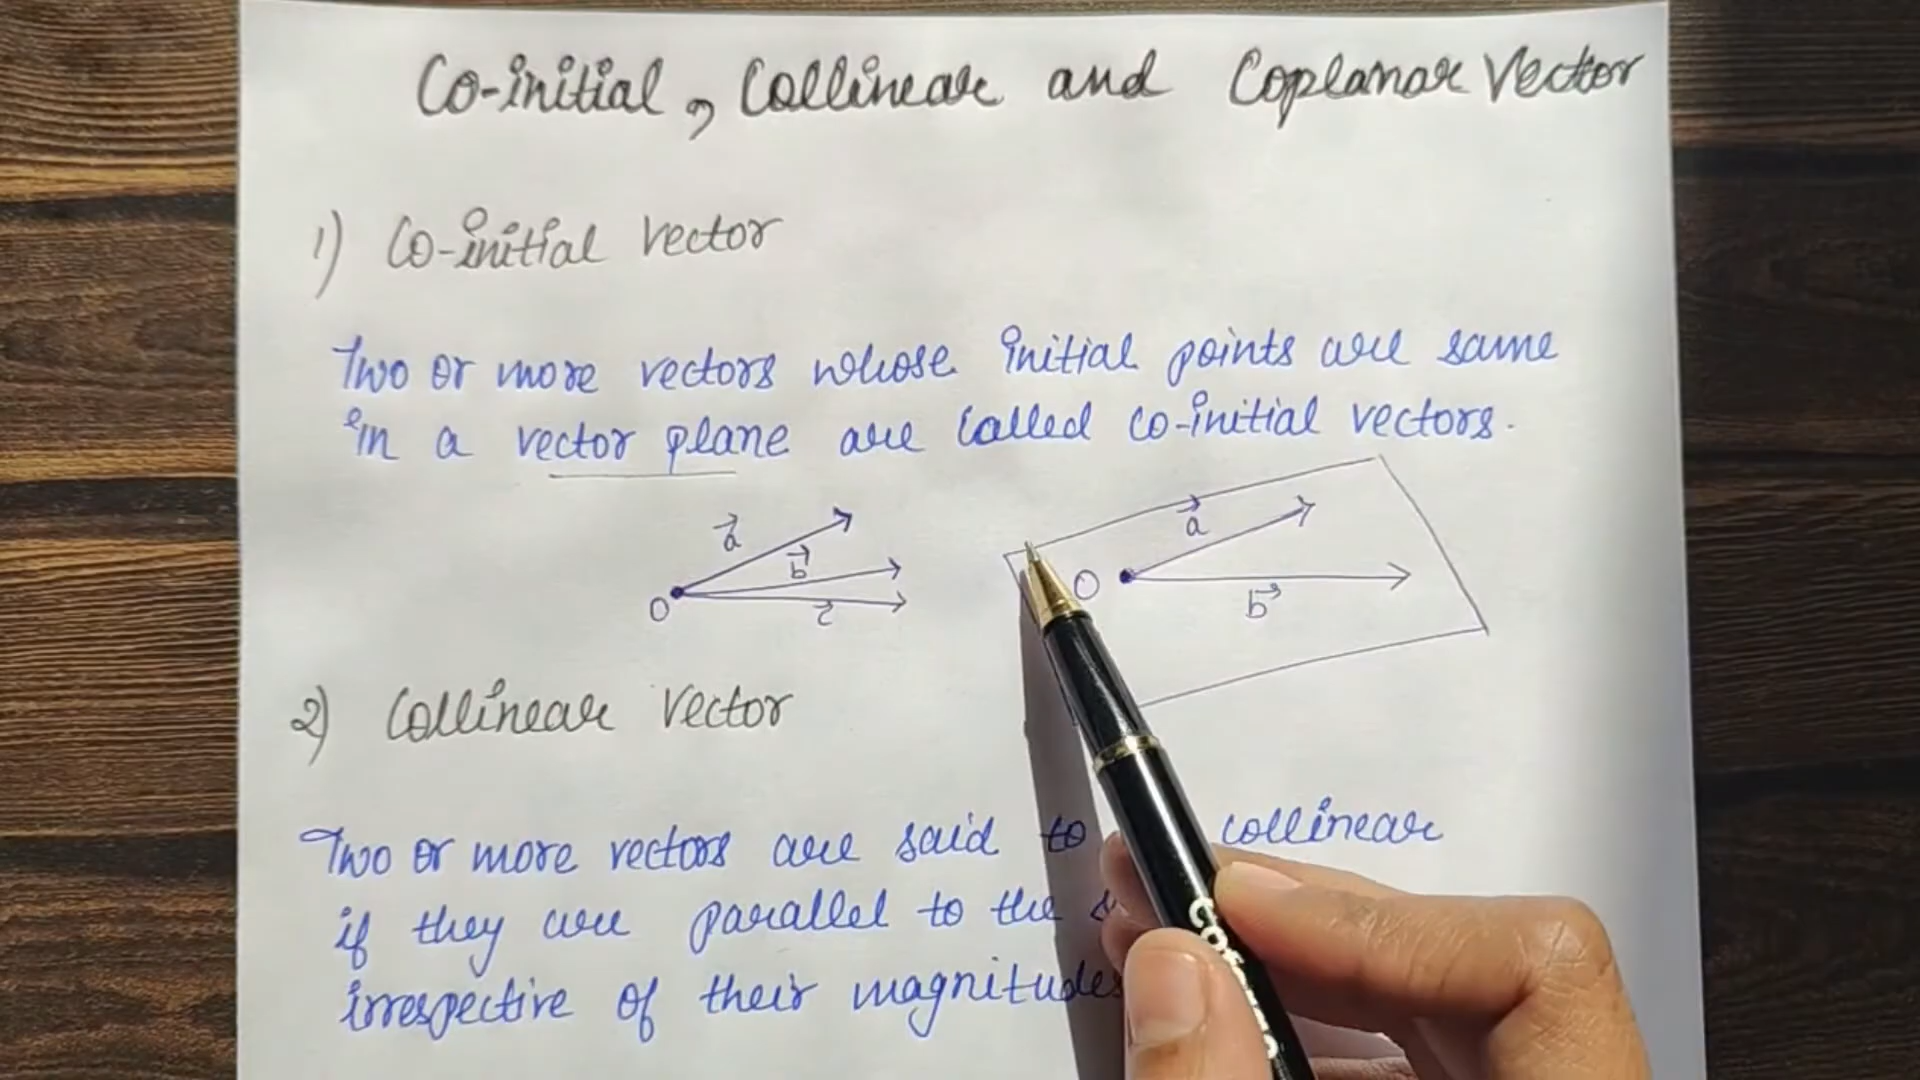 Co-initial, Collinear and Coplanar Vector
1) Co-initial vector
Two or more vectors whose initial points are same
in a vector plane are called co-initial vectors.
a⃗
b⃗
c⃗
O
a⃗
O
b⃗
2) Collinear Vector
Two or more vectors are said to collinear
if they are parallel to the
irrespective of their magnitudes